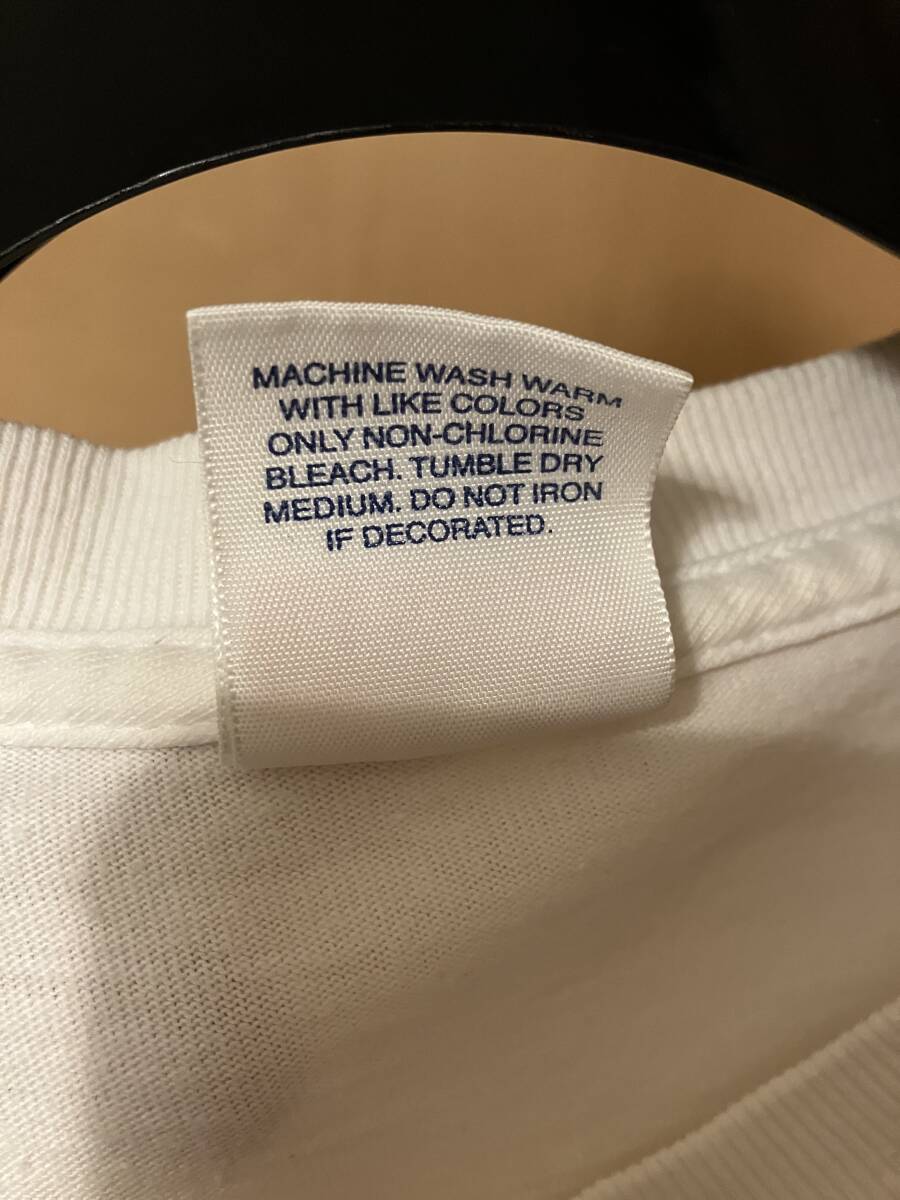 MACHINE WASH WARM
WITH LIKE COLORS
ONLY NON-CHLORINE
BLEACH. TUMBLE DRY
MEDIUM. DO NOT IRON
IF DECORATED.